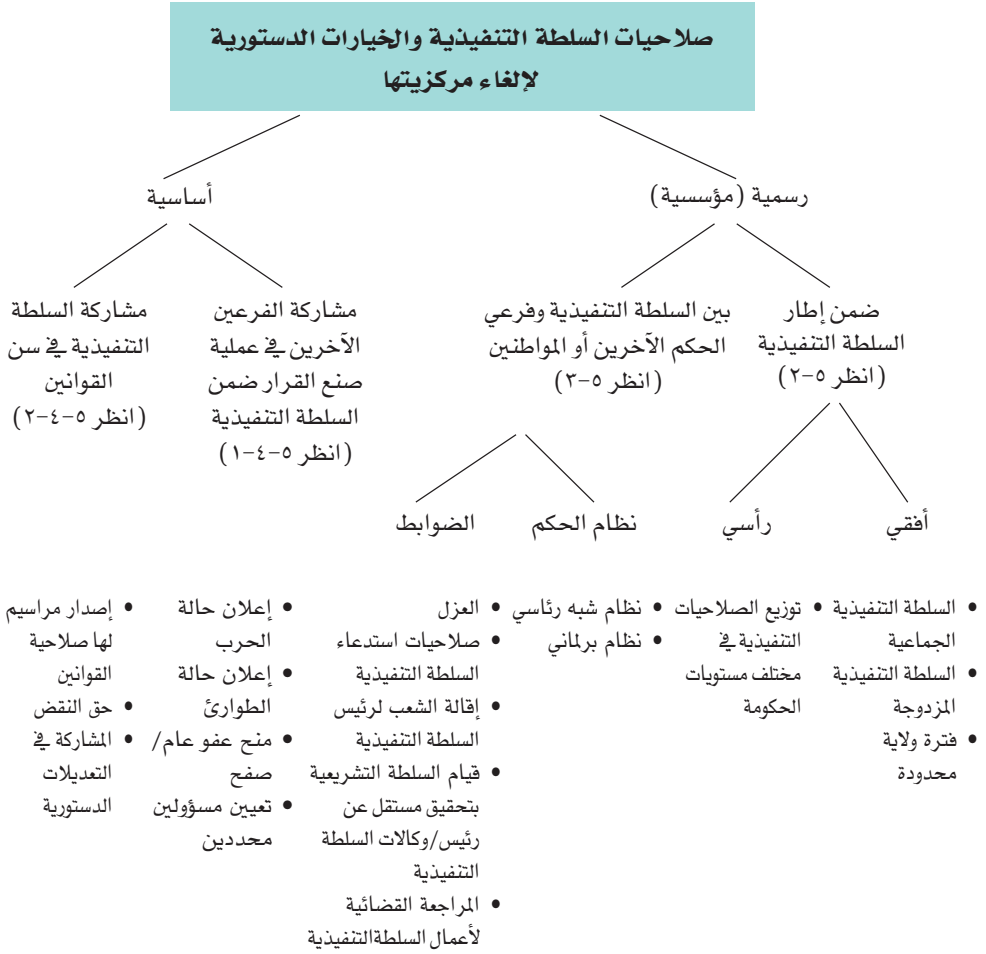 صلاحيات السلطة التنفيذية والخيارات الدستورية
لإلغاء مركزيتها
رسمية (مؤسسية)
أساسية
ضمن إطار
السلطة التنفيذية
(انظر ٥-٢)
بين السلطة التنفيذية وفرعي
الحكم الآخرين أو المواطنين
(انظر ٥-٣)
مشاركة الفرعين
الآخرين في عملية
صنع القرار ضمن
السلطة التنفيذية
(انظر ٥-٤-١)
مشاركة السلطة
التنفيذية في سن
القوانين
(انظر ٥-٤-٢)
أفقي
رأسي
نظام الحكم
الضوابط
• السلطة التنفيذية
الجماعية
• السلطة التنفيذية
المزدوجة
• فترة ولاية
محدودة
• توزيع الصلاحيات
التنفيذية في
مختلف مستويات
الحكومة
• نظام شبه رئاسي
• نظام برلماني
• العزل
• صلاحيات استدعاء
السلطة التنفيذية
• إقالة الشعب لرئيس
السلطة التنفيذية
• قيام السلطة التشريعية
بتحقيق مستقل عن
رئيس/وكالات السلطة
التنفيذية
• المراجعة القضائية
لأعمال السلطةالتنفيذية
• إعلان حالة
الحرب
• إعلان حالة
الطوارئ
• منح عفو عام/
صفح
• تعيين مسؤولين
محددين
• إصدار مراسيم
لها صلاحية
القوانين
• حق النقض
• المشاركة في
التعديلات
الدستورية